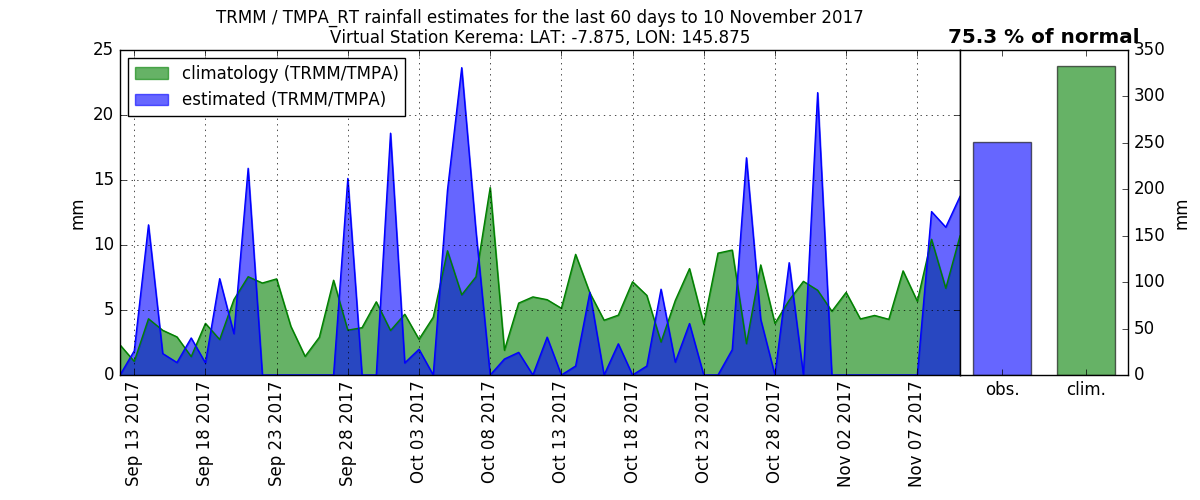 TRMM / TMPA_RT rainfall estimates for the last 60 days to 10 November 2017
Virtual Station Kerema: LAT: -7.875, LON: 145.875
75.3 % of normal
climatology (TRMM/TMPA)
estimated (TRMM/TMPA)
25
20
15
10
5
0
mm
Sep 13 2017
Sep 18 2017
Sep 23 2017
Sep 28 2017
Oct 03 2017
Oct 08 2017
Oct 13 2017
Oct 18 2017
Oct 23 2017
Oct 28 2017
Nov 02 2017
Nov 07 2017
obs.
clim.
350
300
250
200
150
100
50
0
mm